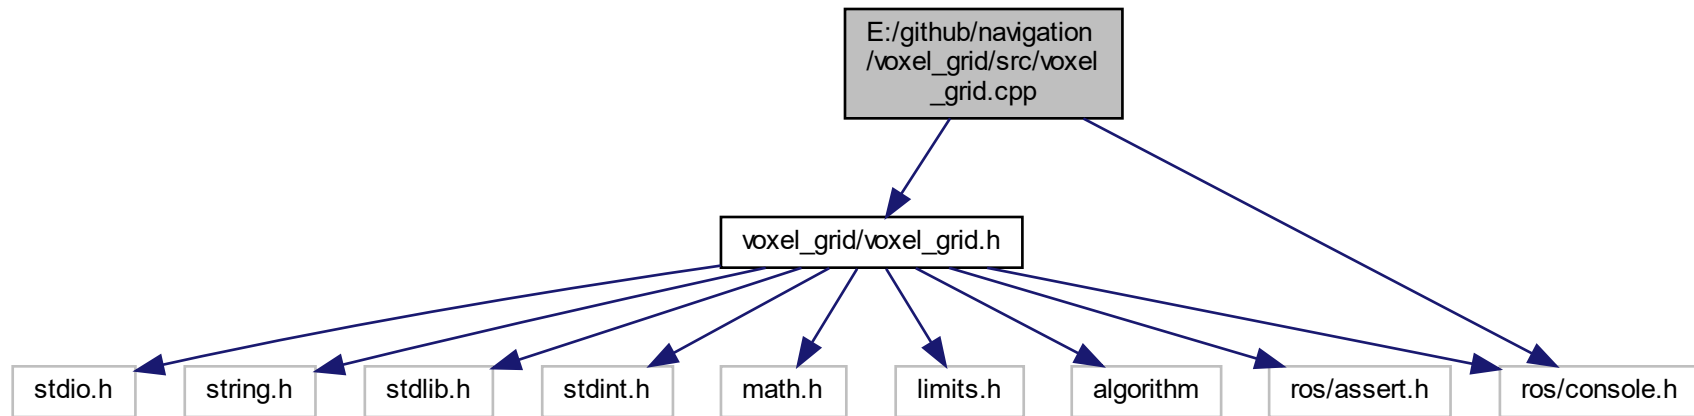 E:/github/navigation
/voxel_grid/src/voxel
_grid.cpp
voxel_grid/voxel_grid.h
stdio.h
string.h
stdlib.h
stdint.h
math.h
limits.h
algorithm
ros/assert.h
ros/console.h